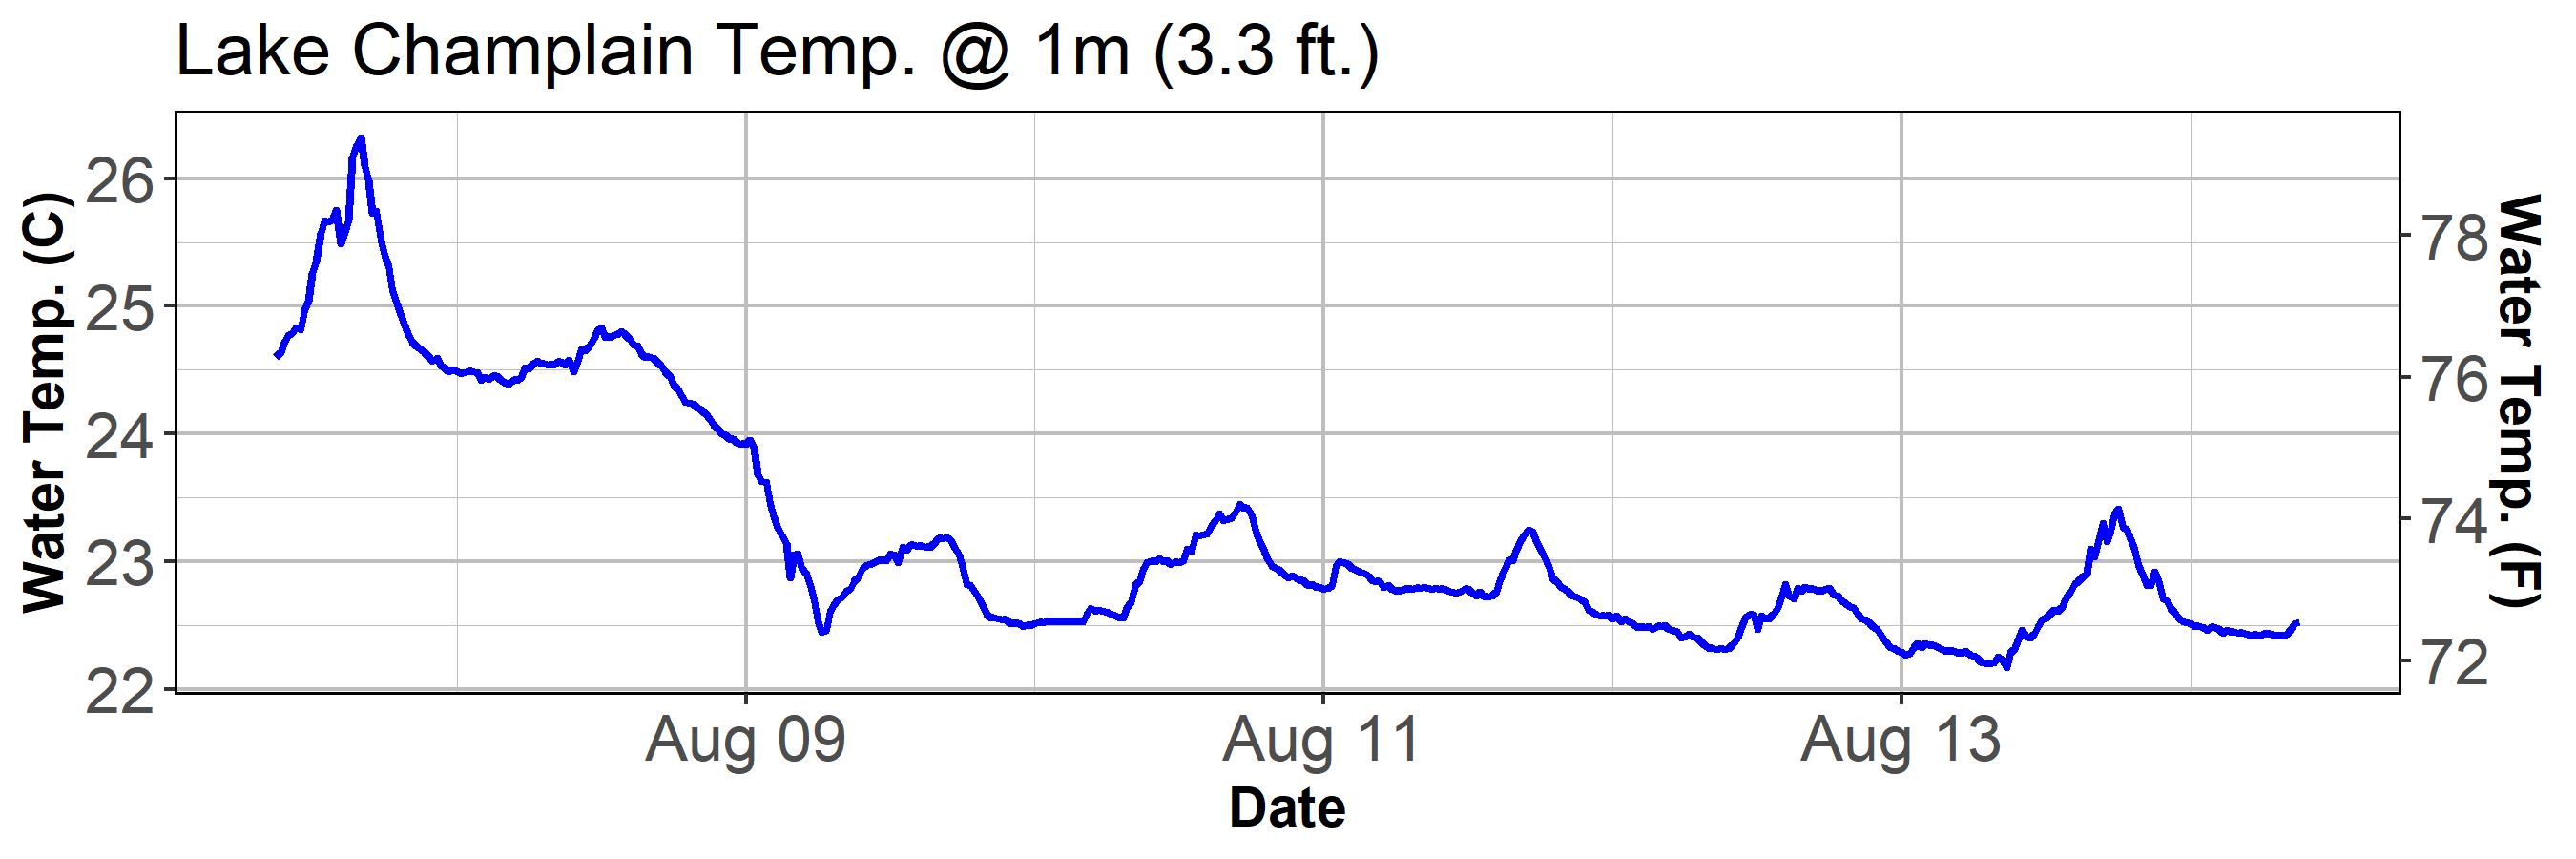 Lake Champlain Temp. @ 1m (3.3 ft.)
Water Temp. (C)
26
25
24
23
22
Water Temp. (F)
78
76
74
72
Aug 09
Aug 11
Aug 13
Date